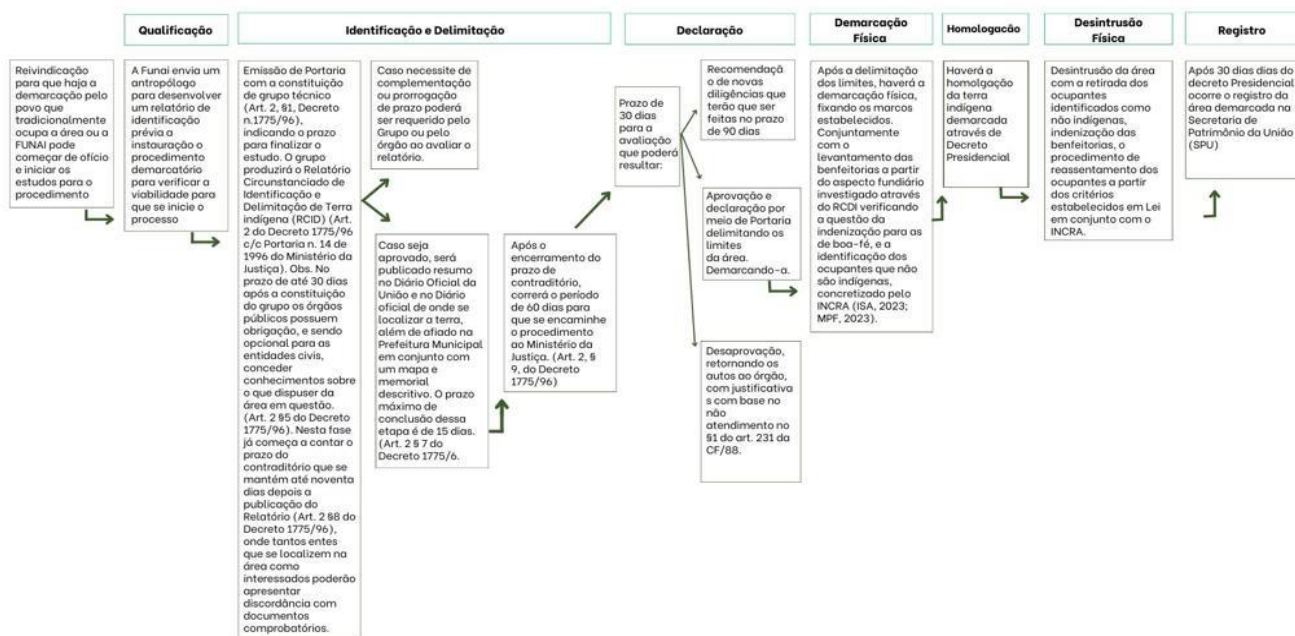 Qualificação
Identificação e Delimitação
Declaração
Demarcação
Física
Homologacão
Desintrusão
Física
Registro
Reivindicação
para que haja a
demarcação pelo
povo que
tradicionalmente
ocupa a área ou a
FUNAI pode
começar de ofício
e iniciar os
estudos para o
procedimento
A Funai envia um
antropólogo
para desenvolver
um relatório de
identificação
prévia a
instauração o
procedimento
demarcatório
para verificar a
viabilidade para
que se inicie o
processo
Emissão de Portaria
com a constituição
de grupo técnico
(Art. 2, §1, Decreto
n.1775/96),
indicando o prazo
para finalizar o
estudo. O grupo
produzirá o Relatório
Circunstanciado de
Identificação e
Delimitação de Terra
indígena (RCID) (Art.
2 do Decreto 1775/96
c/c Portaria n. 14 de
1996 do Ministério da
Justiça). Obs. No
prazo de até 30 dias
após a constituição
do grupo os órgãos
públicos possuem
obrigação, e sendo
opcional para as
entidades civis,
conceder
conhecimentos sobre
o que dispuser da
área em questão.
(Art. 2 §5 do Decreto
1775/96). Nesta fase
já começa a contar o
prazo do
contraditório que se
mantém até noventa
dias depois a
publicação do
Relatório (Art. 2 §8 do
Decreto 1775/96),
onde tantos entes
que se localizem na
área como
interessados poderão
apresentar
discordância com
documentos
comprobatórios.
Caso necessite de
complementação
ou prorrogação
de prazo poderá
ser requerido pelo
Grupo ou pelo
órgão ao avaliar o
relatório.
Caso seja
aprovado, será
publicado resumo
no Diário Oficial da
União e no Diário
oficial de onde se
localizar a terra,
além de afiado na
Prefeitura Municipal
em conjunto com
um mapa e
memorial
descritivo. O prazo
máximo de
conclusão dessa
etapa é de 15 dias.
(Art. 2 § 7 do
Decreto 1775/6.
Após o
encerramento do
prazo de
contraditório,
correrá o período
de 60 dias para
que se encaminhe
o procedimento
ao Ministério da
Justiça. (Art. 2, §
9, do Decreto
1775/96)
Prazo de
30 dias
para a
avaliação
que poderá
resultar:
Recomendaçã
o de novas
diligências que
terão que ser
feitas no prazo
de 90 dias
Aprovação e
declaração por
meio de Portaria
delimitando os
limites
da área.
Demarcando-a.
Desaprovação,
retornando os
autos ao órgão,
com justificativa
s com base no
não
atendimento no
§1 do art. 231 da
CF/88.
Após a delimitação
dos limites, haverá a
demarcação física,
fixando os marcos
estabelecidos.
Conjuntamente
com o
levantamento das
benfeitorias a partir
do aspecto fundiário
investigado através
do RCDI verificando
a questão da
indenização para as
de boa-fé, e a
identificação dos
ocupantes que não
são indígenas,
concretizado pelo
INCRA (ISA, 2023;
MPF, 2023).
Haverá a
homolgação
da terra
indígena
demarcada
através de
Decreto
Presidencial
Desintrusão da área
com a retirada dos
ocupantes
identificados como
não indígenas,
indenização das
benfeitorias, o
procedimento de
reassentamento dos
ocupantes a partir
dos critérios
estabelecidos em Lei
em conjunto com o
INCRA.
Após 30 dias dias do
decreto Presidencial
ocorre o registro da
área demarcada na
Secretaria de
Patrimônio da União
(SPU)